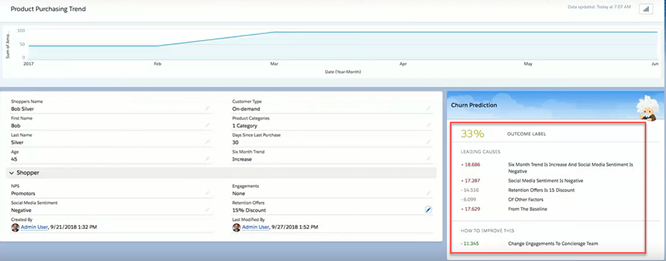 Product Purchasing Trend
Data updated: Today at 7:07 AM
Sum of Amo...
100
50
0
2017
Feb
Mar
Apr
May
Jun
Date (Year-Month)
Shoppers Name
Bob Silver
First Name
Bob
Last Name
Silver
Age
45
Customer Type
On-demand
Product Categories
1 Category
Days Since Last Purchase
30
Six Month Trend
Increase
Shopper
NPS
Promotors
Social Media Sentiment
Negative
Created By
Admin User, 9/21/2018 1:32 PM
Engagements
None
Retention Offers
15% Discount
Last Modified By
Admin User, 9/27/2018 1:52 PM
Churn Prediction
33% OUTCOME LABEL
LEADING CAUSES
+ 18.686 Six Month Trend Is Increase And Social Media Sentiment Is
Negative
+ 17.287 Social Media Sentiment Is Negative
- 14.516 Retention Offers Is 15 Discount
- 6.099 Of Other Factors
+ 17.629 From The Baseline
HOW TO IMPROVE THIS
- 11.345 Change Engagements To Concierage Team